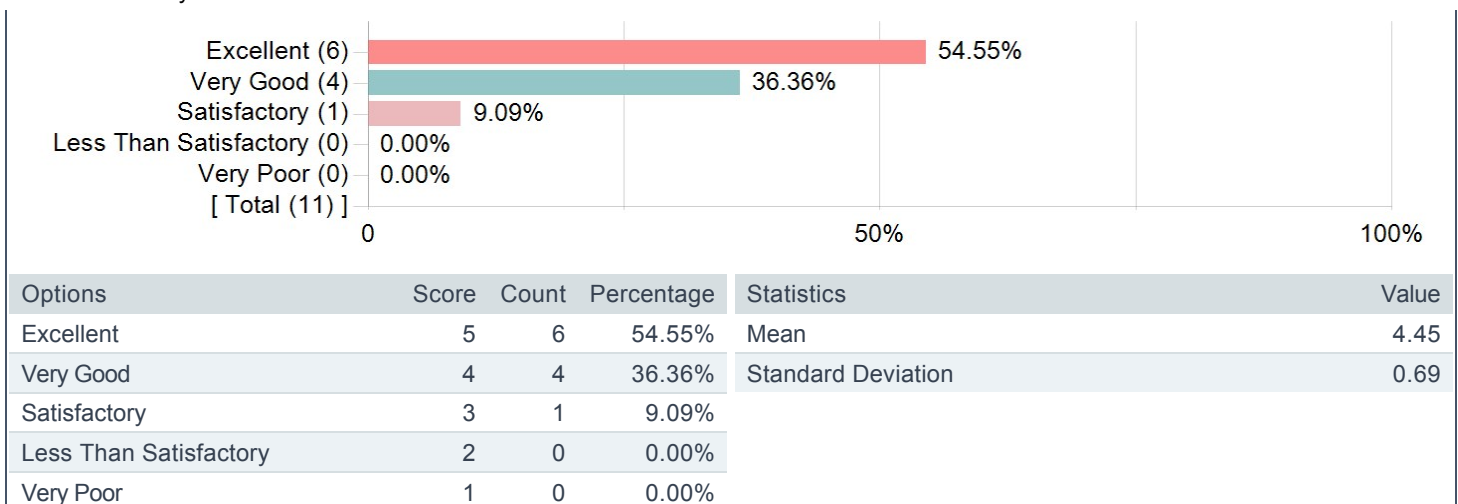 Excellent (6) 54.55%
Very Good (4) 36.36%
Satisfactory (1) 9.09%
Less Than Satisfactory (0) 0.00%
Very Poor (0) 0.00%
[ Total (11) ]
0 50% 100%
Options Score Count Percentage Statistics Value
Excellent 5 6 54.55% Mean 4.45
Very Good 4 4 36.36% Standard Deviation 0.69
Satisfactory 3 1 9.09%
Less Than Satisfactory 2 0 0.00%
Very Poor 1 0 0.00%